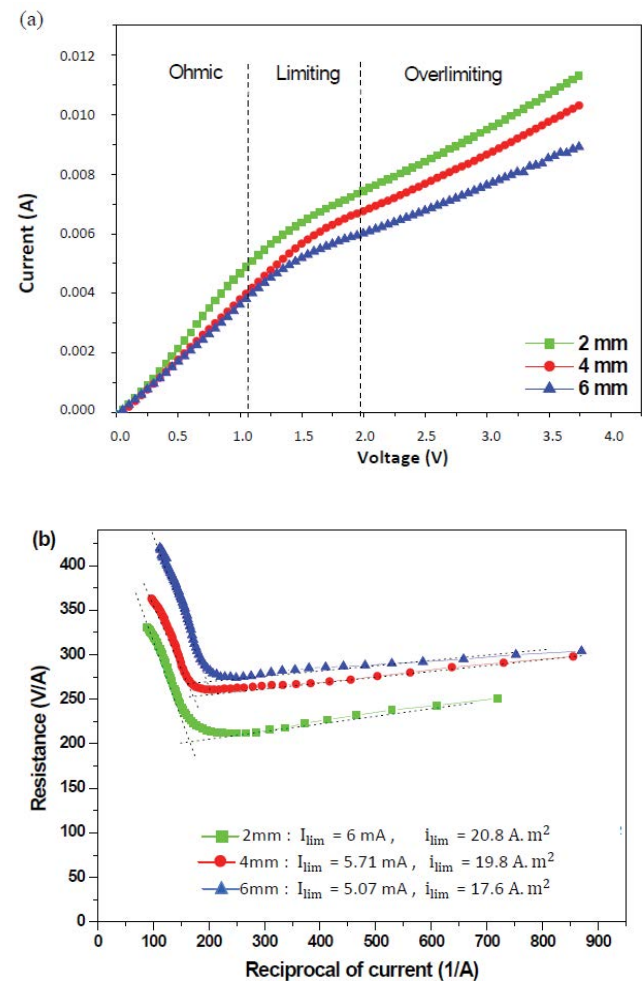 (a)
0.012
0.010
0.008
0.006
0.004
0.002
0.000
Current (A)
Ohmic
Limiting
Overlimiting
2 mm
4 mm
6 mm
0.0
0.5
1.0
1.5
2.0
2.5
3.0
3.5
4.0
Voltage (V)
(b)
400
350
300
250
200
150
100
50
0
Resistance (V/A)
2mm : Ilim = 6 mA , ilim = 20.8 A. m²
4mm : Ilim = 5.71 mA , ilim = 19.8 A. m²
6mm : Ilim = 5.07 mA , ilim = 17.6 A. m²
0
100
200
300
400
500
600
700
800
900
Reciprocal of current (1/A)